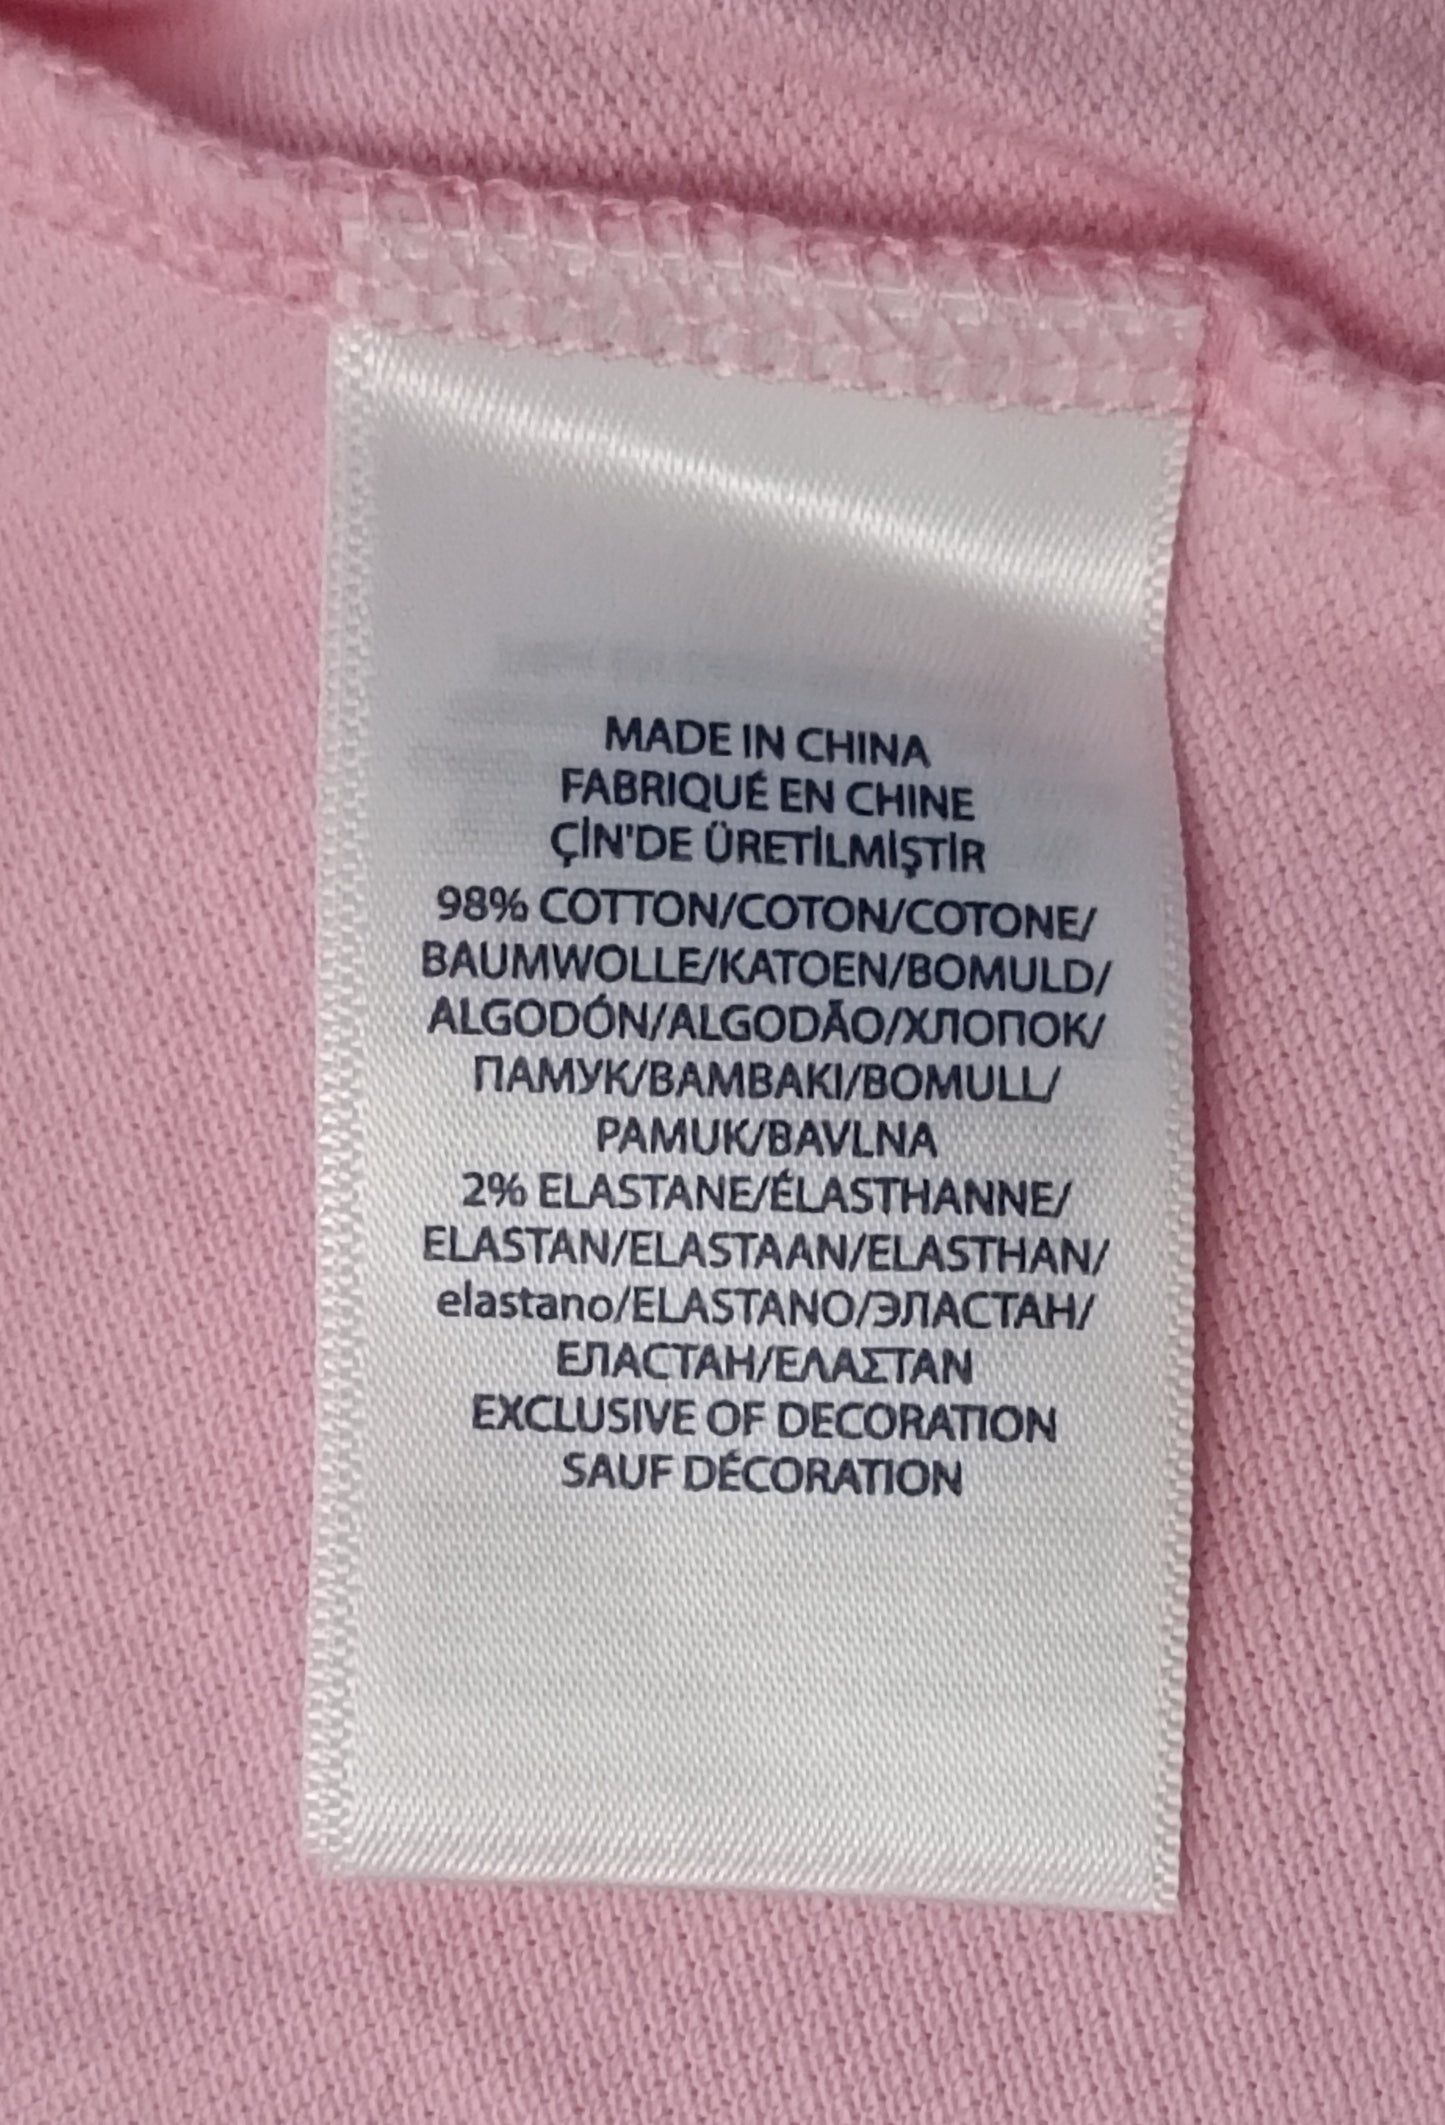 MADE IN CHINA
FABRIQUÉ EN CHINE
ÇİN'DE ÜRETİLMİŞTİR
98% COTTON/COTON/COTONE/
BAUMWOLLE/KATOEN/BOMULD/
ALGODÓN/ALGODÃO/ХЛОПОК/
ПАМУК/ΒΑΜΒΑΚΙ/BOMULL/
PAMUK/BAVLNA
2% ELASTANE/ÉLASTHANNE/
ELASTAN/ELASTAAN/ELASTHAN/
elastano/ELASTANO/ЭЛАСТАН/
ЕЛАСТАН/ΕΛΑΣΤΑΝ
EXCLUSIVE OF DECORATION
SAUF DÉCORATION